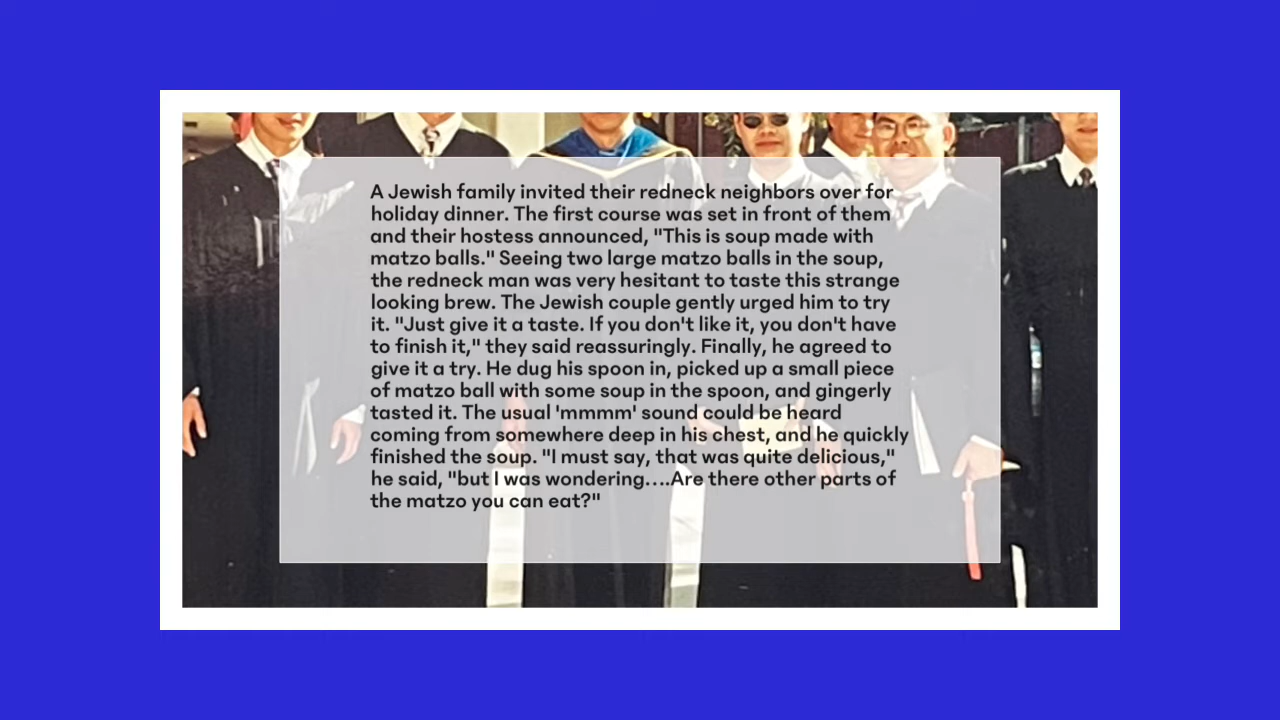 A Jewish family invited their redneck neighbors over for
holiday dinner. The first course was set in front of them
and their hostess announced, "This is soup made with
matzo balls." Seeing two large matzo balls in the soup,
the redneck man was very hesitant to taste this strange
looking brew. The Jewish couple gently urged him to try
it. "Just give it a taste. If you don't like it, you don't have
to finish it," they said reassuringly. Finally, he agreed to
give it a try. He dug his spoon in, picked up a small piece
of matzo ball with some soup in the spoon, and gingerly
tasted it. The usual 'mmmm' sound could be heard
coming from somewhere deep in his chest, and he quickly
finished the soup. "I must say, that was quite delicious,"
he said, "but I was wondering....Are there other parts of
the matzo you can eat?"